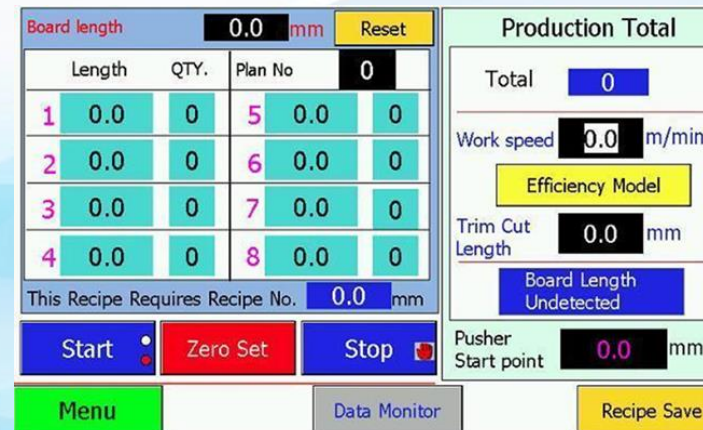 Board length 0.0 mm Reset
Length QTY. Plan No 0
1 0.0 0 5 0.0 0
2 0.0 0 6 0.0 0
3 0.0 0 7 0.0 0
4 0.0 0 8 0.0 0
This Recipe Requires Recipe No. 0.0 mm
Start Zero Set Stop
Production Total
Total 0
Work speed 0.0 m/min
Efficiency Model
Trim Cut
Length 0.0 mm
Board Length
Undetected
Pusher
Start point 0.0 mm
Menu Data Monitor Recipe Save